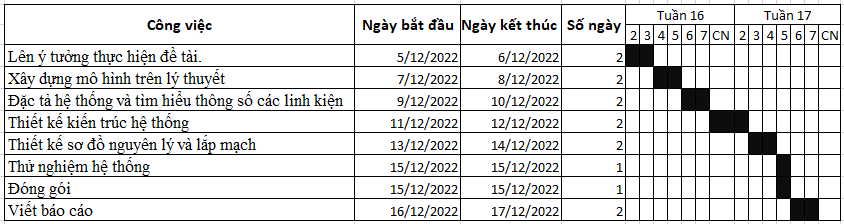 Công việc Ngày bắt đầu Ngày kết thúc Số ngày Tuần 16 Tuần 17
2 3 4 5 6 7 CN 2 3 4 5 6 7 CN
Lên ý tưởng thực hiện đề tài. 5/12/2022 6/12/2022 2
Xây dựng mô hình trên lý thuyết 7/12/2022 8/12/2022 2
Đặc tả hệ thống và tìm hiểu thông số các linh kiện 9/12/2022 10/12/2022 2
Thiết kế kiến trúc hệ thống 11/12/2022 12/12/2022 2
Thiết kế sơ đồ nguyên lý và lắp mạch 13/12/2022 14/12/2022 2
Thử nghiệm hệ thống 15/12/2022 15/12/2022 1
Đóng gói 15/12/2022 15/12/2022 1
Viết báo cáo 16/12/2022 17/12/2022 2